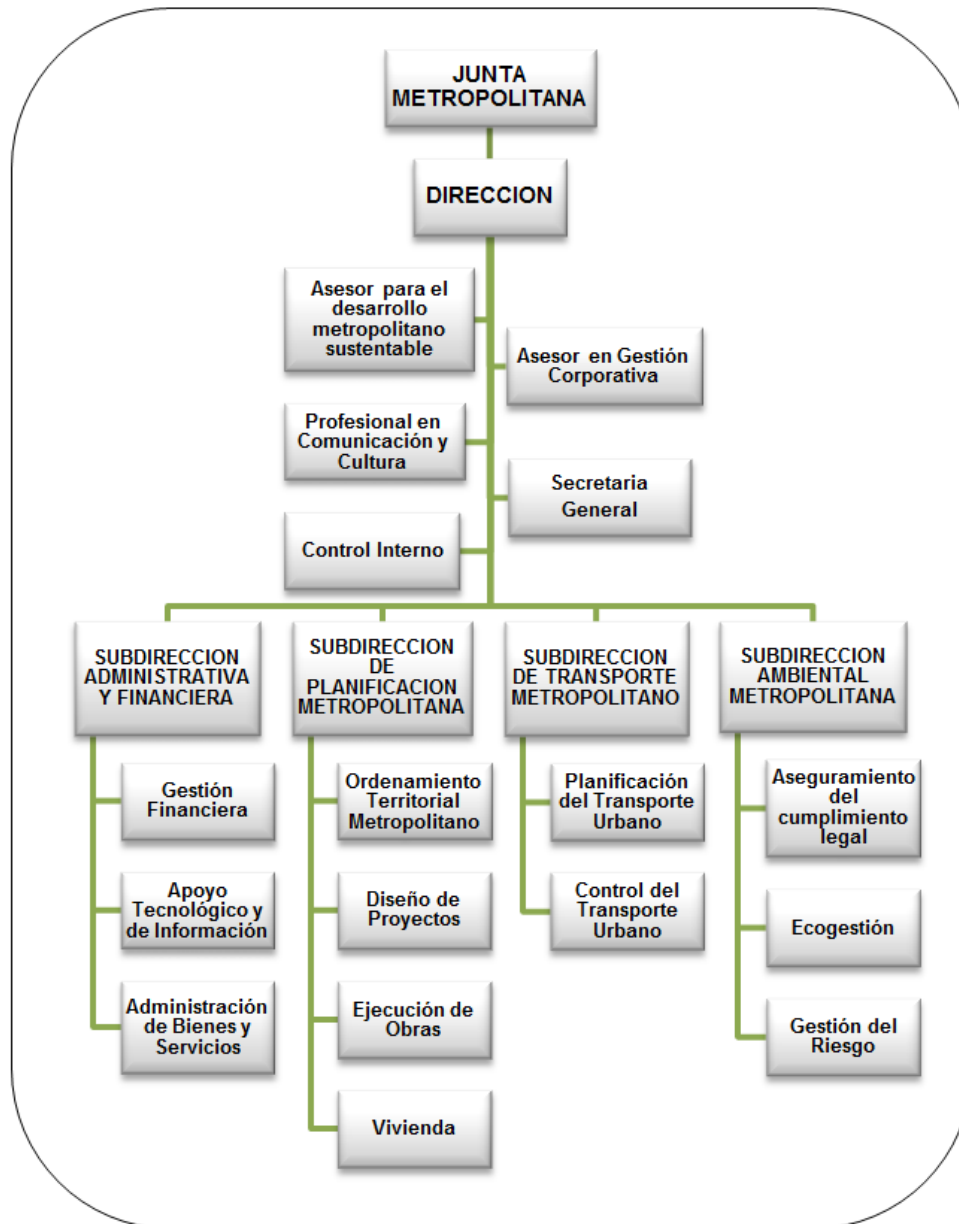 JUNTA
METROPOLITANA
DIRECCION
Asesor para el
desarrollo
metropolitano
sustentable
Asesor en Gestión
Corporativa
Profesional en
Comunicación y
Cultura
Secretaria
General
Control Interno
SUBDIRECCION
ADMINISTRATIVA
Y FINANCIERA
SUBDIRECCION
DE
PLANIFICACION
METROPOLITANA
SUBDIRECCION
DE TRANSPORTE
METROPOLITANO
SUBDIRECCION
AMBIENTAL
METROPOLITANA
Gestión
Financiera
Apoyo
Tecnológico y
de Información
Administración
de Bienes y
Servicios
Ordenamiento
Territorial
Metropolitano
Diseño de
Proyectos
Ejecución de
Obras
Vivienda
Planificación
del Transporte
Urbano
Control del
Transporte
Urbano
Aseguramiento
del
cumplimiento
legal
Ecogestión
Gestión del
Riesgo